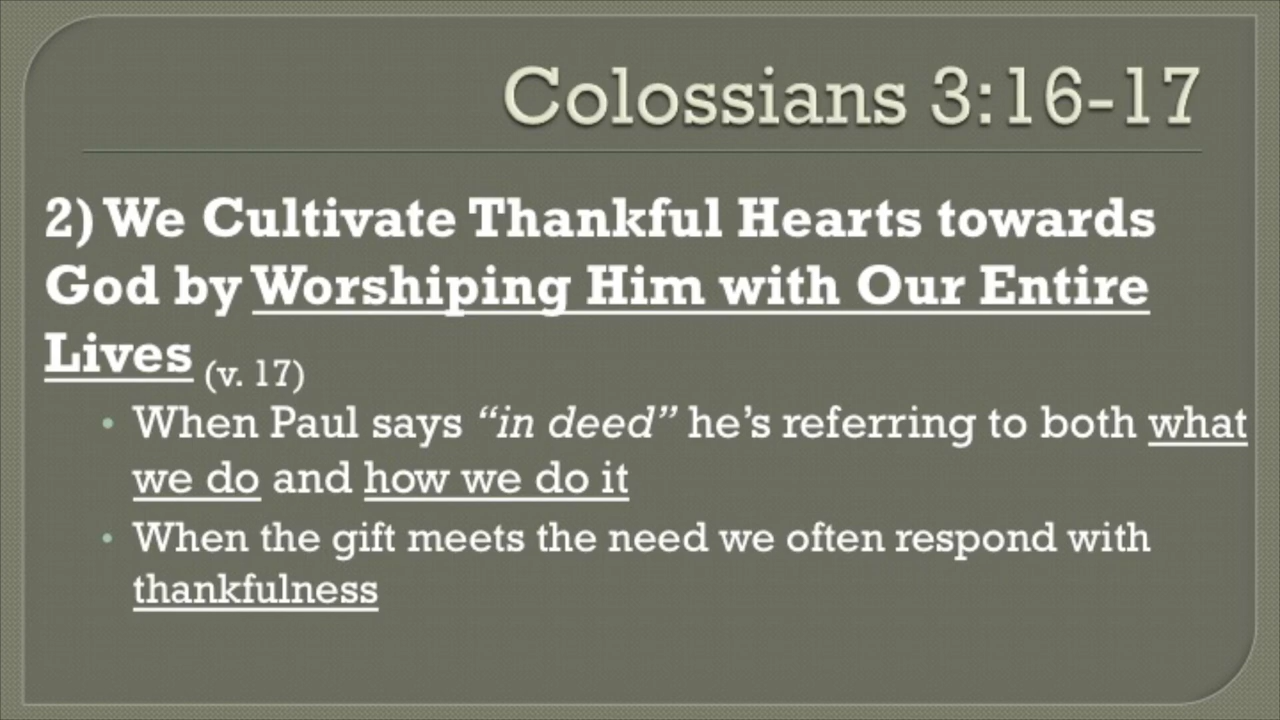 Colossians 3:16-17
2) We Cultivate Thankful Hearts towards
God by Worshiping Him with Our Entire
Lives (v. 17)
• When Paul says “in deed” he’s referring to both what
we do and how we do it
• When the gift meets the need we often respond with
thankfulness